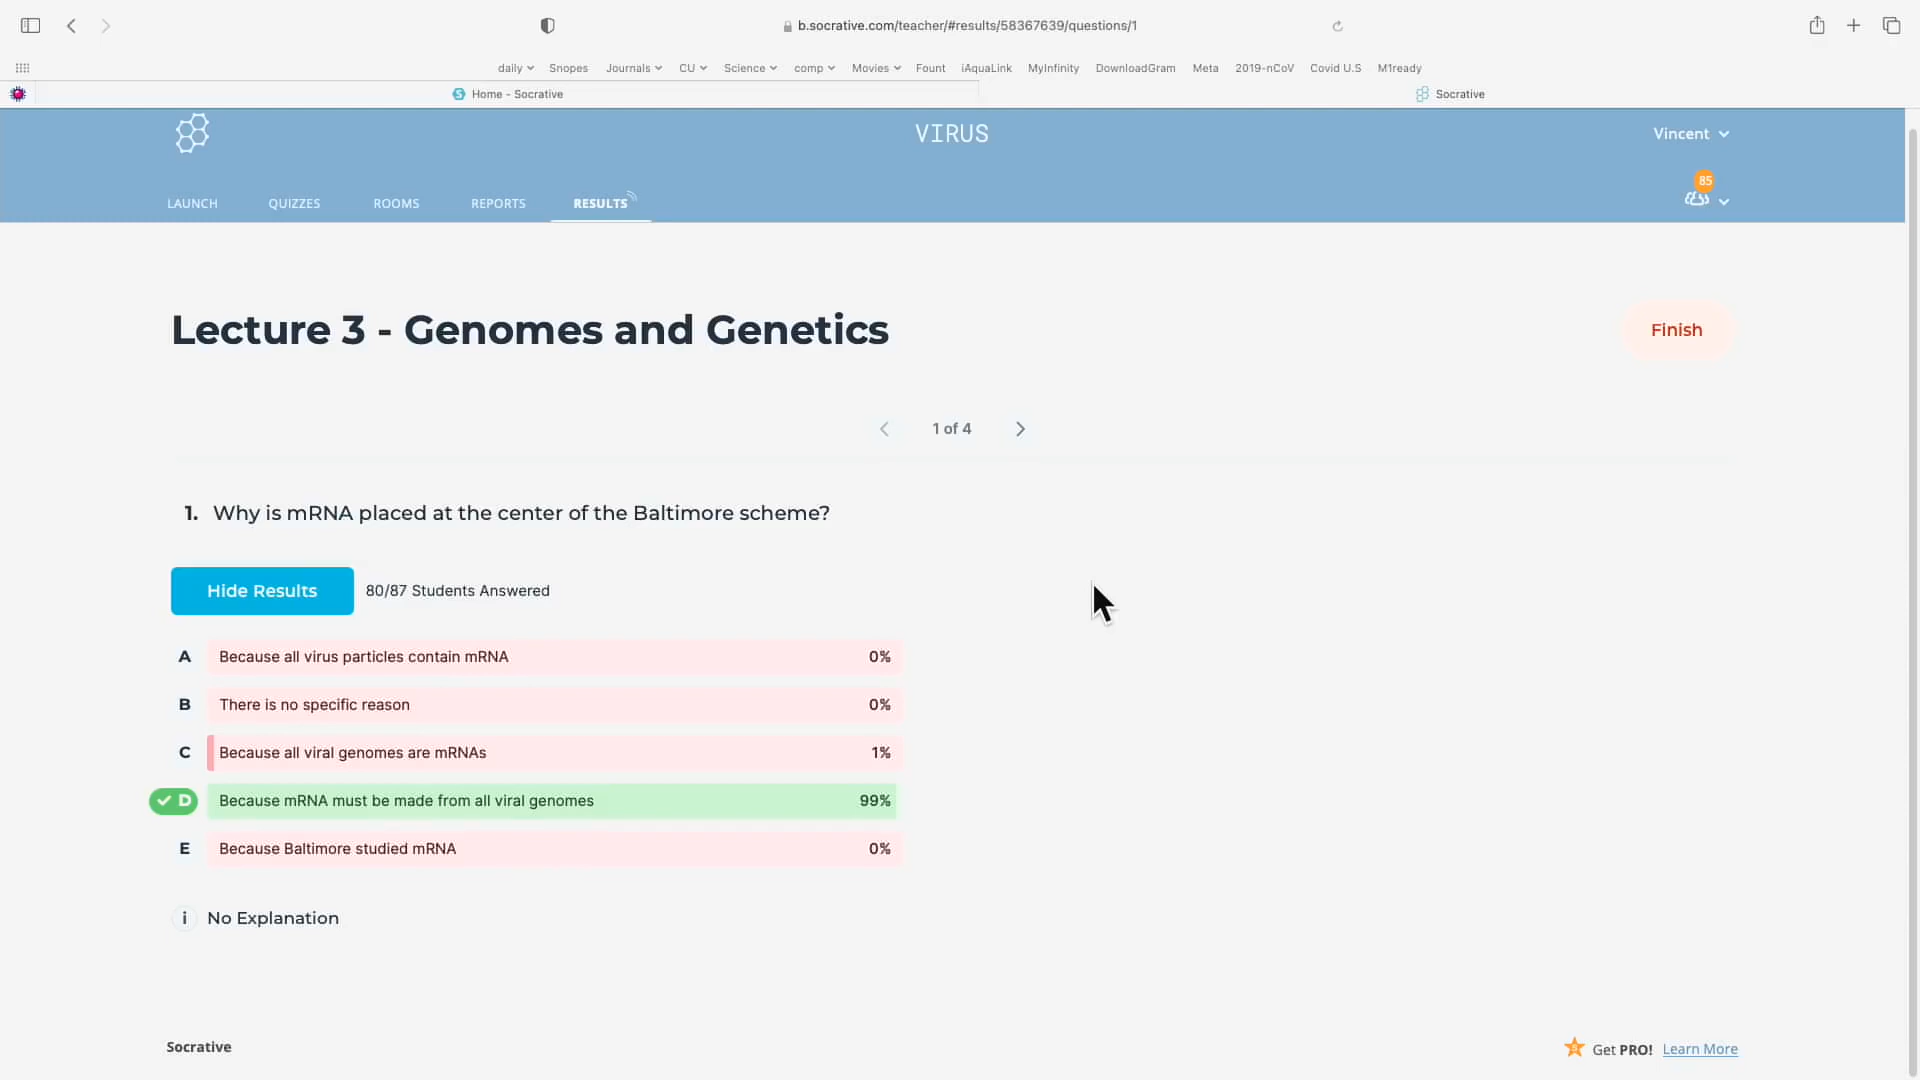 b.socrative.com/teacher/#results/58367639/questions/1
daily Snopes Journals CU Science comp Movies Fount iAquaLink MyInfinity DownloadGram Meta 2019-nCoV Covid U.S M1ready
Home - Socrative
Socrative
VIRUS
Vincent
85
LAUNCH QUIZZES ROOMS REPORTS RESULTS
Lecture 3 - Genomes and Genetics
Finish
1 of 4
1. Why is mRNA placed at the center of the Baltimore scheme?
Hide Results 80/87 Students Answered
A Because all virus particles contain mRNA 0%
B There is no specific reason 0%
C Because all viral genomes are mRNAs 1%
D Because mRNA must be made from all viral genomes 99%
E Because Baltimore studied mRNA 0%
i No Explanation
Socrative
Get PRO! Learn More